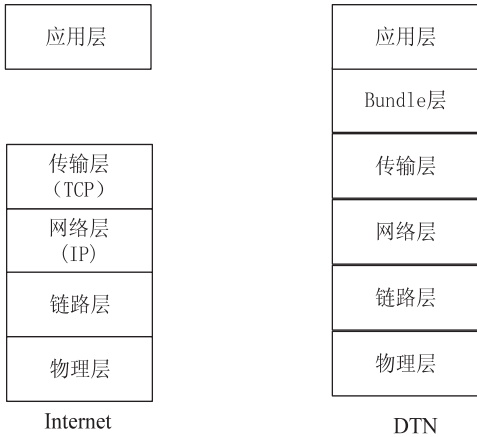 应用层
传输层
（TCP）
网络层
(IP)
链路层
物理层
Internet
应用层
Bundle层
传输层
网络层
链路层
物理层
DTN